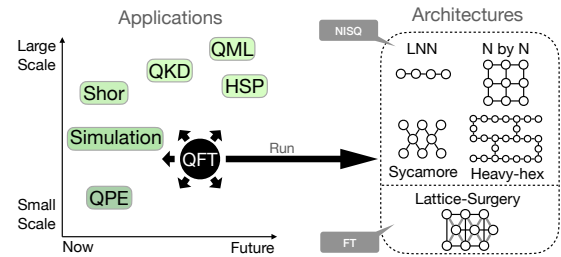 Applications
Large
Scale
QML
QKD
HSP
Shor
Simulation
QFT
QPE
Small
Scale
Now
Future
Run
Architectures
NISQ
LNN
N by N
Sycamore
Heavy-hex
Lattice-Surgery
FT